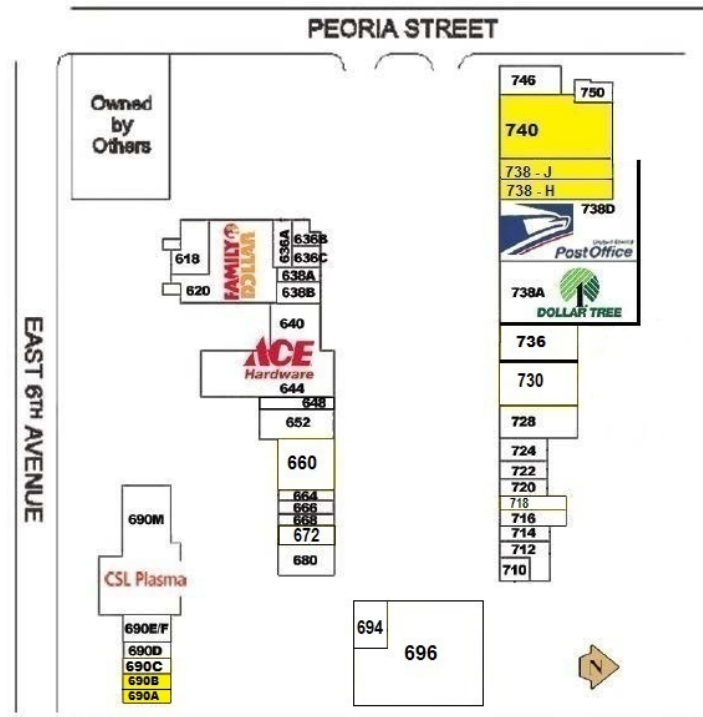 PEORIA STREET
EAST 6TH AVENUE
Owned
by
Others
618
620
FAMILY
DOLLAR
636A
636B
636C
638A
638B
640
ACE
Hardware
644
648
652
660
664
666
668
672
680
690M
CSL Plasma
690E/F
690D
690C
690B
690A
694
696
746
750
740
738 - J
738 - H
738D
United States
Post Office
738A
1
DOLLAR TREE
736
730
728
724
722
720
718
716
714
712
710
N